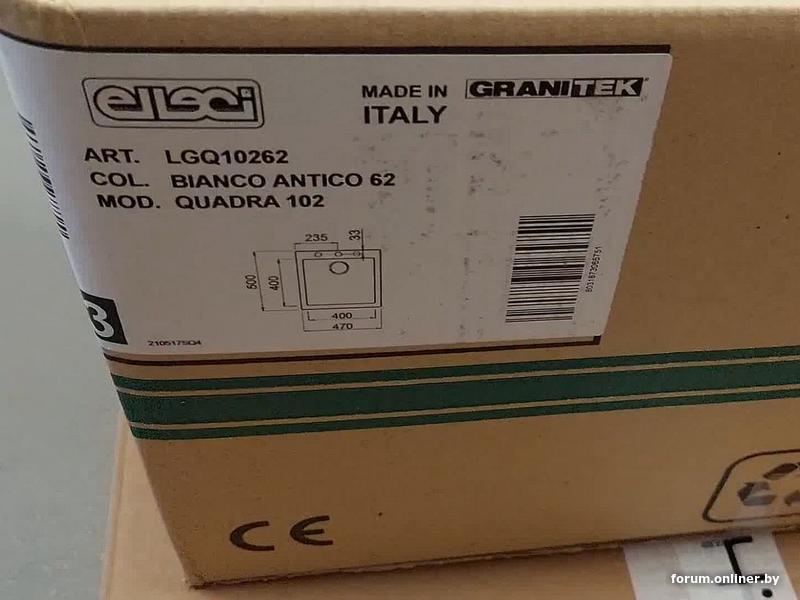 elleci
MADE IN
ITALY
GRANITEK
ART. LGQ10262
COL. BIANCO ANTICO 62
MOD. QUADRA 102
235
33
500
400
400
470
3
210517SQ4
CE
forum.onliner.by